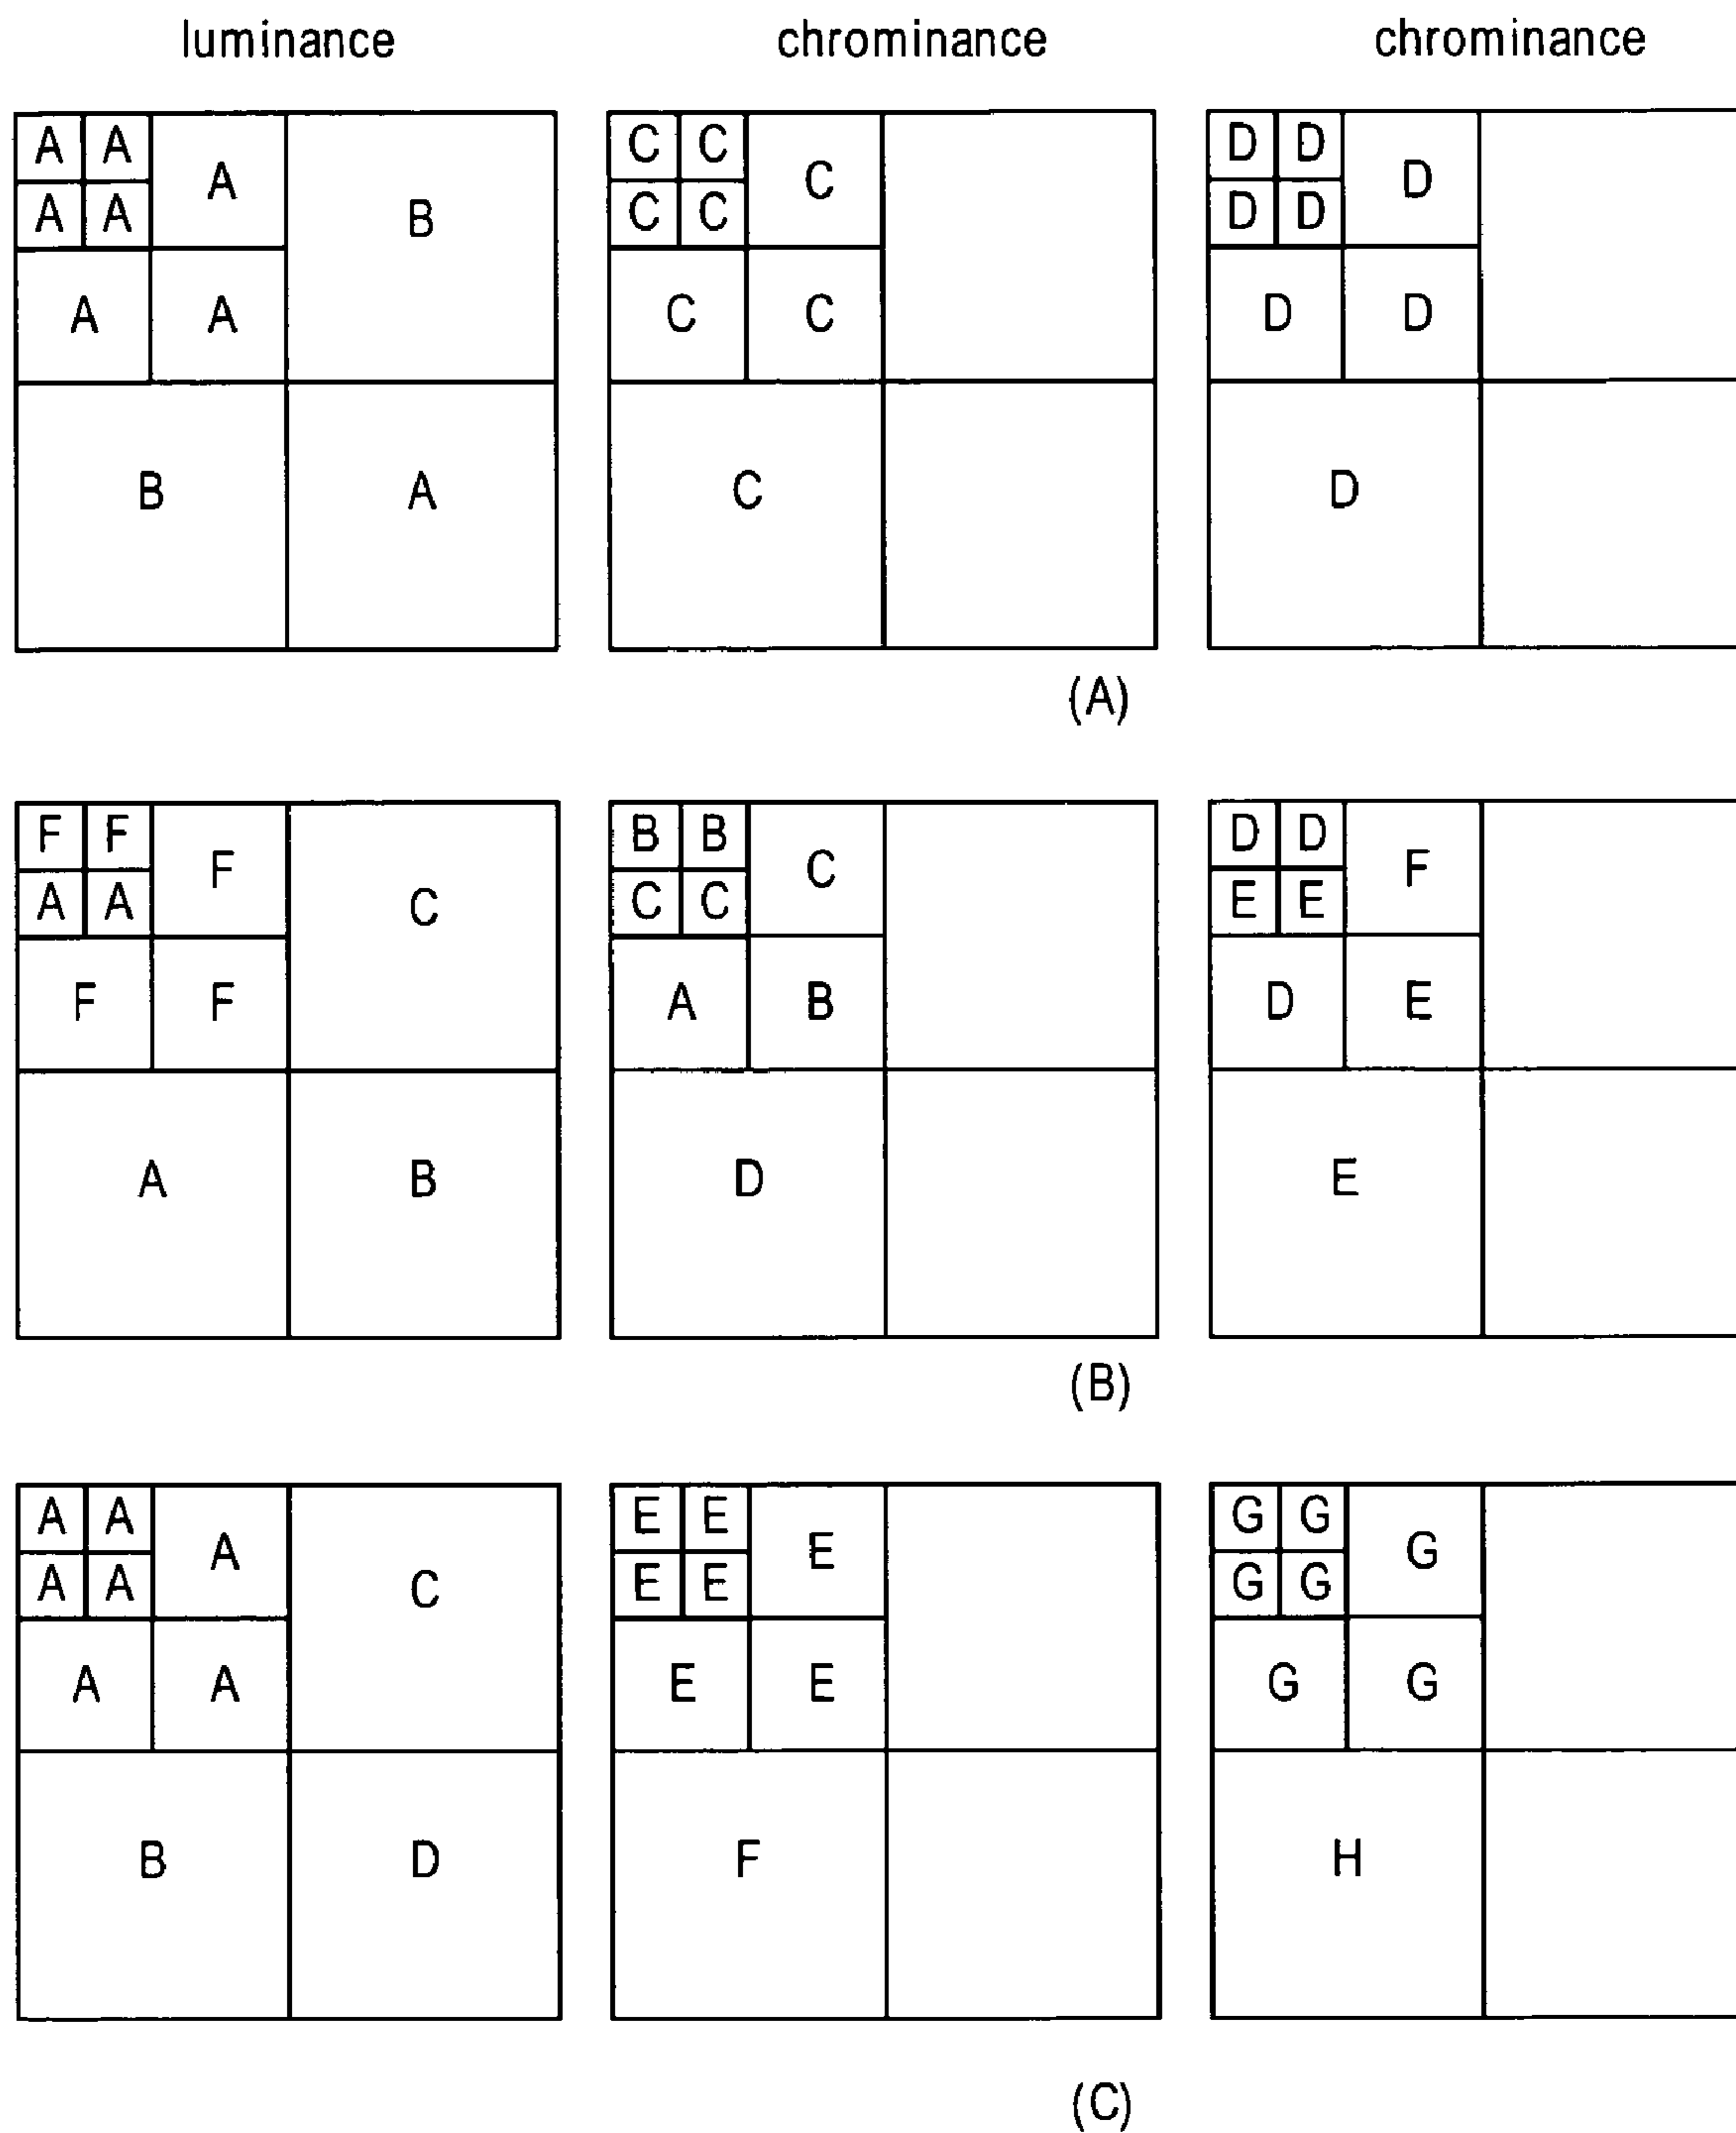 luminance chrominance chrominance
A A A B C C C D D D
A A C C D D
A A C C D D
B A C D
(A)
F F F C B B C D D F
A A C C E E
F F A B D E
A B D E
(B)
A A A C E E E G G G
A A E E G G
A A E E G G
B D F H
(C)